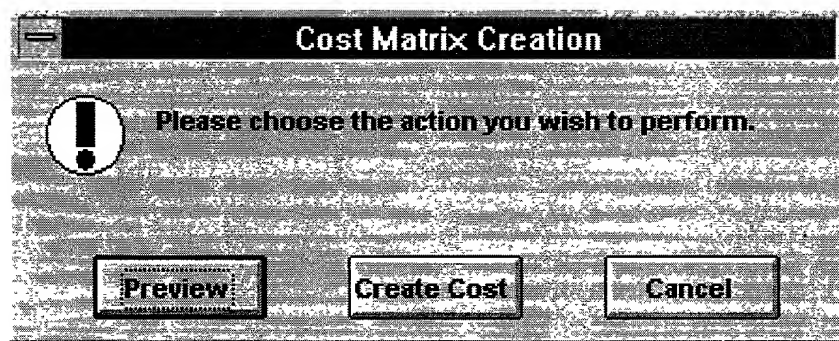 Cost Matrix Creation
Please choose the action you wish to perform.
Preview Create Cost Cancel